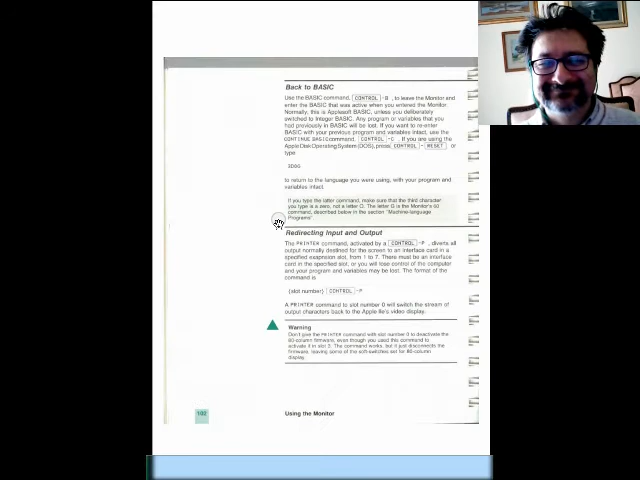 Back to BASIC
Use the BASIC command, CONTROL -B , to leave the Monitor and
enter the BASIC that was active when you entered the Monitor.
Normally, this is Applesoft BASIC, unless you deliberately
switched to Integer BASIC. Any program or variables that you
had previously in BASIC will be lost. If you want to re-enter
BASIC with your previous program and variables intact, use the
CONTINUE BASIC command, CONTROL -C . If you are using the
Apple Disk Operating System (DOS), press CONTROL - RESET or
type
3D0G
to return to the language you were using, with your program and
variables intact.
If you type the latter command, make sure that the third character
you type is a zero, not a letter O. The letter G is the Monitor's GO
command, described below in the section "Machine-language
Programs".
Redirecting Input and Output
The PRINTER command, activated by a CONTROL -P , diverts all
output normally destined for the screen to an interface card in a
specified expansion slot, from 1 to 7. There must be an interface
card in the specified slot, or you will lose control of the computer
and your program and variables may be lost. The format of the
command is
{slot number} CONTROL -P
A PRINTER command to slot number 0 will switch the stream of
output characters back to the Apple IIe's video display.
Warning
Don't give the PRINTER command with slot number 0 to deactivate the
80-column firmware, even though you used this command to
activate it in slot 3. The command works, but it just disconnects the
firmware, leaving some of the soft-switches set for 80-column
display.
Using the Monitor